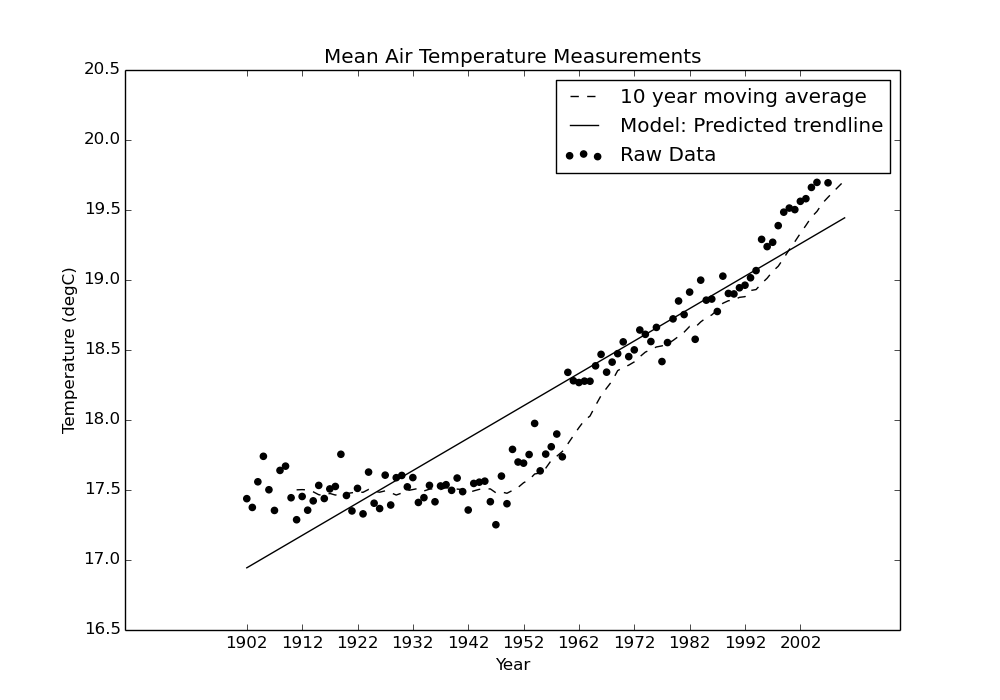 Mean Air Temperature Measurements
20.5
20.0
19.5
19.0
18.5
18.0
17.5
17.0
16.5
Temperature (degC)
10 year moving average
Model: Predicted trendline
Raw Data
1902 1912 1922 1932 1942 1952 1962 1972 1982 1992 2002
Year